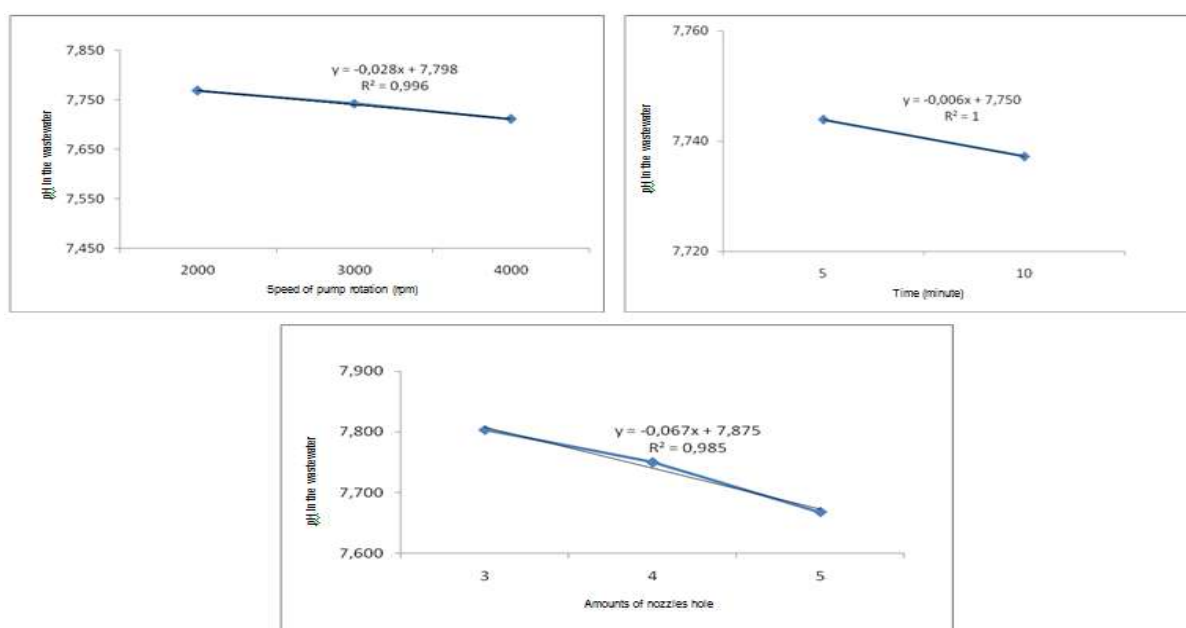 7,850
7,750
7,650
7,550
7,450
pH in the wastewater
y = -0,028x + 7,798
R² = 0,996
2000 3000 4000
Speed of pump rotation (rpm)
7,760
7,740
7,720
pH in the wastewater
y = -0,006x + 7,750
R² = 1
5 10
Time (minute)
7,900
7,800
7,700
7,600
pH in the wastewater
y = -0,067x + 7,875
R² = 0,985
3 4 5
Amounts of nozzles hole